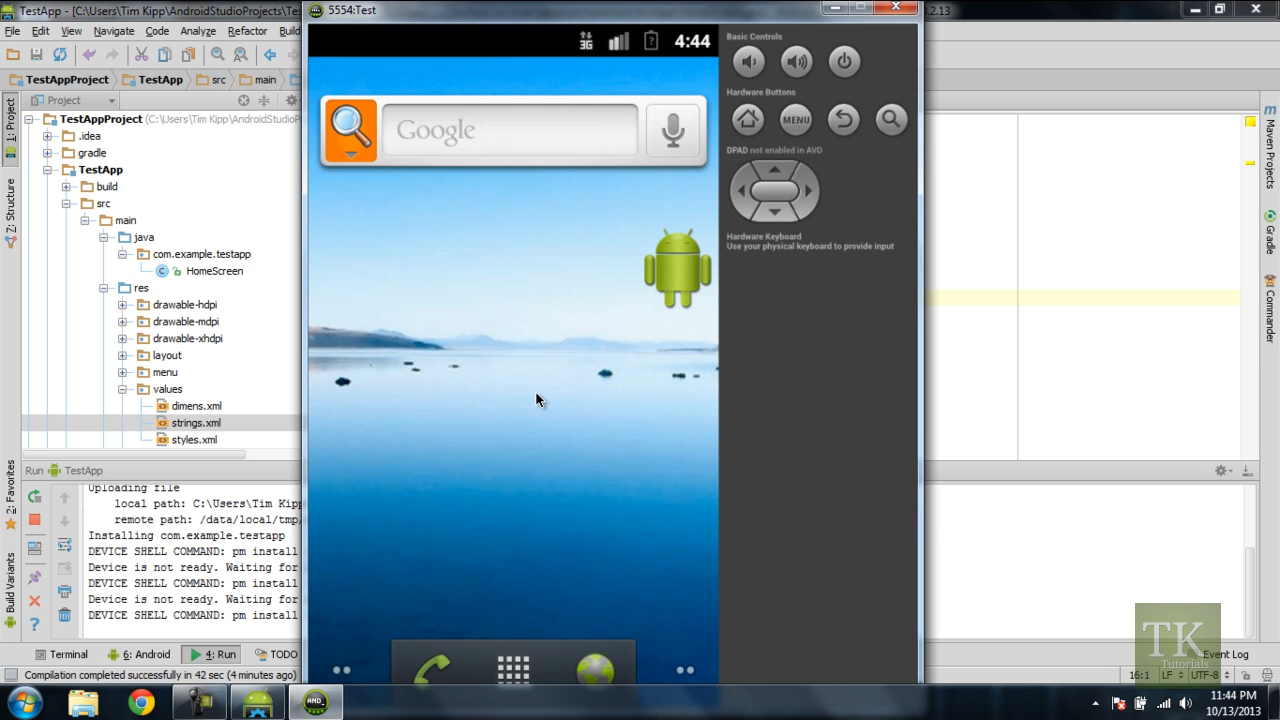 TestApp - [C:\Users\Tim Kipp\AndroidStudioProjects\Tes
5554:Test
.2.13
File Edit View Navigate Code Analyze Refactor
TestAppProject TestApp src main
Project
1: Project
7: Structure
2: Favorites
Build Variants
TestAppProject (C:\Users\Tim Kipp\AndroidStudioP
.idea
gradle
TestApp
build
src
main
java
com.example.testapp
HomeScreen
res
drawable-hdpi
drawable-mdpi
drawable-xhdpi
layout
menu
values
dimens.xml
strings.xml
styles.xml
3G 4:44
Google
Basic Controls
Hardware Buttons
MENU
DPAD not enabled in AVD
Hardware Keyboard
Use your physical keyboard to provide input
Maven Projects
Gradle
Commander
Run TestApp
Uploading file
local path: C:\Users\Tim Kipp
remote path: /data/local/tmp/
Installing com.example.testapp
DEVICE SHELL COMMAND: pm install
Device is not ready. Waiting for
DEVICE SHELL COMMAND: pm install
Device is not ready. Waiting for
DEVICE SHELL COMMAND: pm install
Terminal 6: Android 4: Run TODO
Event Log
Compilation completed successfully in 42 sec (4 minutes ago)
16:1 LF UTF-8
TK
Tutorials
AND_
11:44 PM
10/13/2013